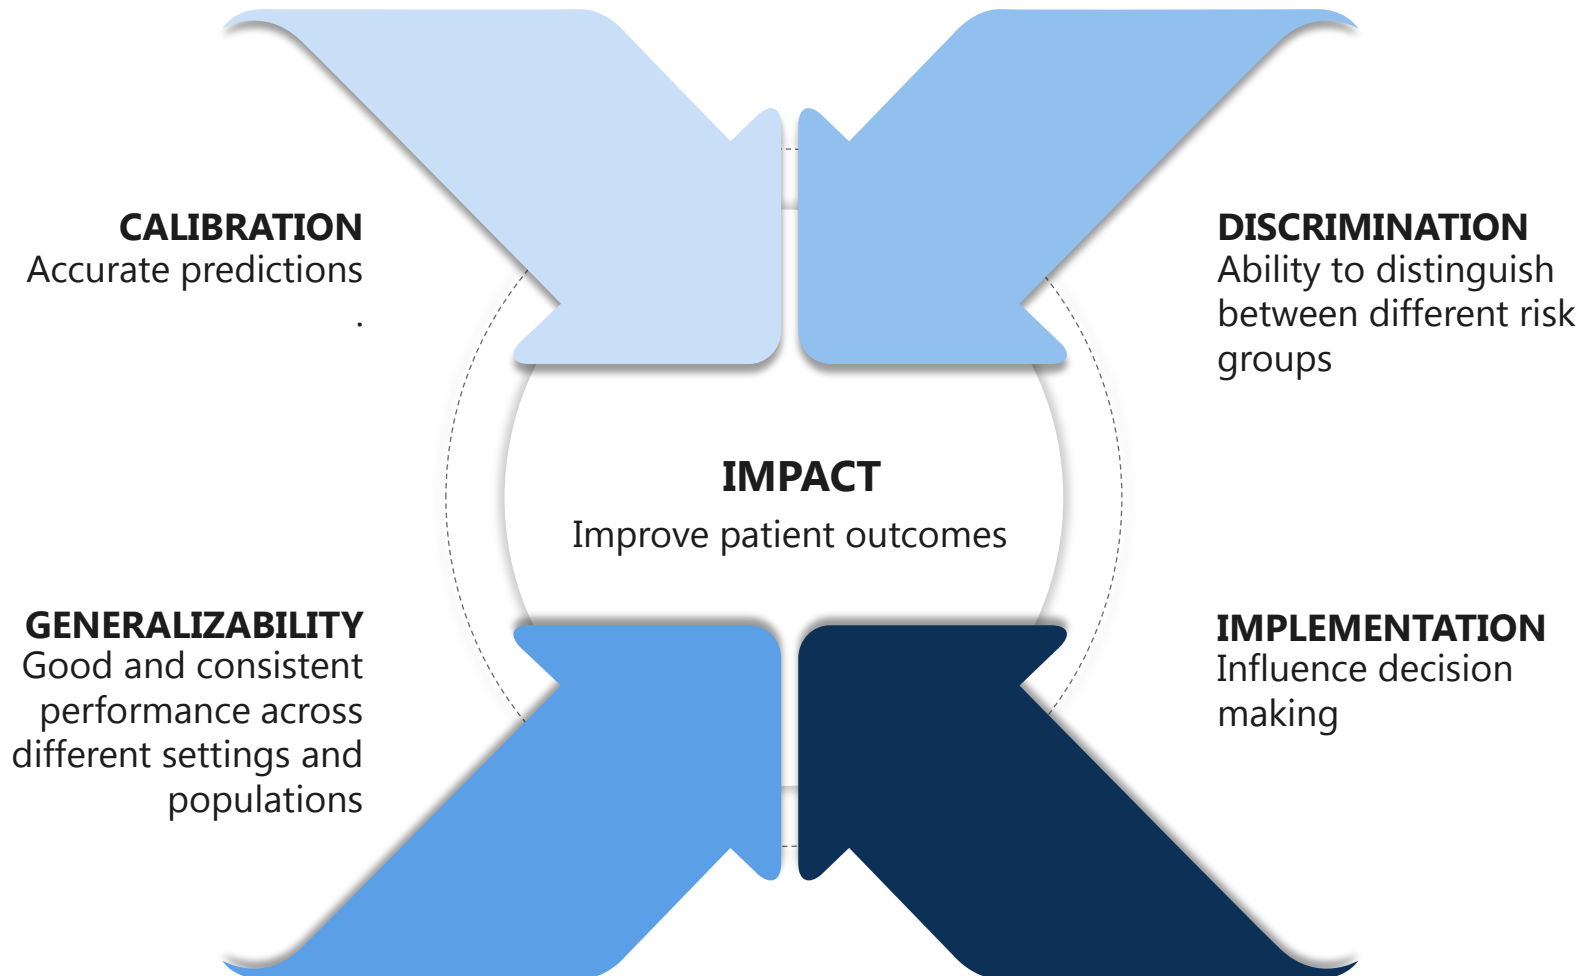 CALIBRATION
Accurate predictions
.
DISCRIMINATION
Ability to distinguish
between different risk
groups
IMPACT
Improve patient outcomes
GENERALIZABILITY
Good and consistent
performance across
different settings and
populations
IMPLEMENTATION
Influence decision
making